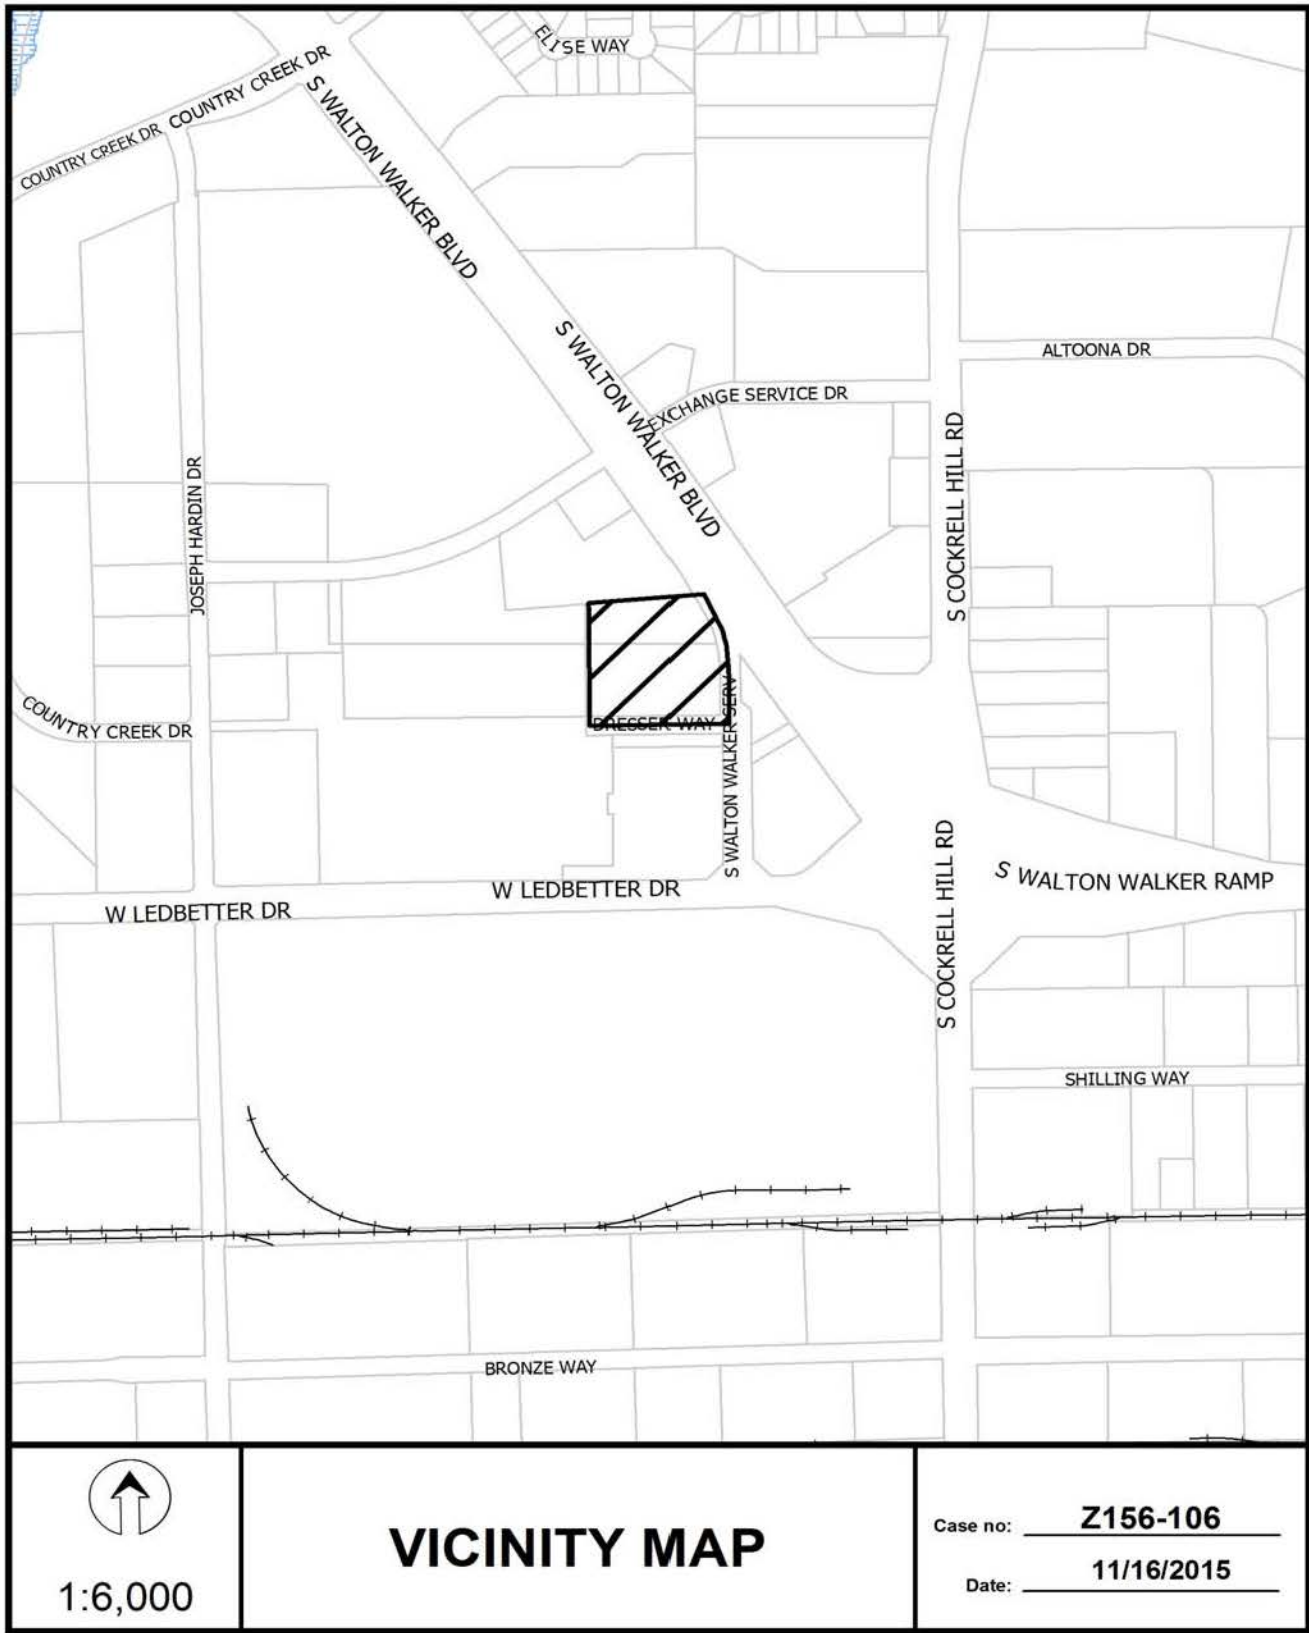 ELISE WAY
COUNTRY CREEK DR
COUNTRY CREEK DR
S WALTON WALKER BLVD
S WALTON WALKER BLVD
ALTOONA DR
EXCHANGE SERVICE DR
S COCKRELL HILL RD
JOSEPH HARDIN DR
COUNTRY CREEK DR
DRESSER WAY
S WALTON WALKER SERV
S COCKRELL HILL RD
S WALTON WALKER RAMP
W LEDBETTER DR
W LEDBETTER DR
SHILLING WAY
BRONZE WAY
1:6,000
VICINITY MAP
Case no: Z156-106
Date: 11/16/2015